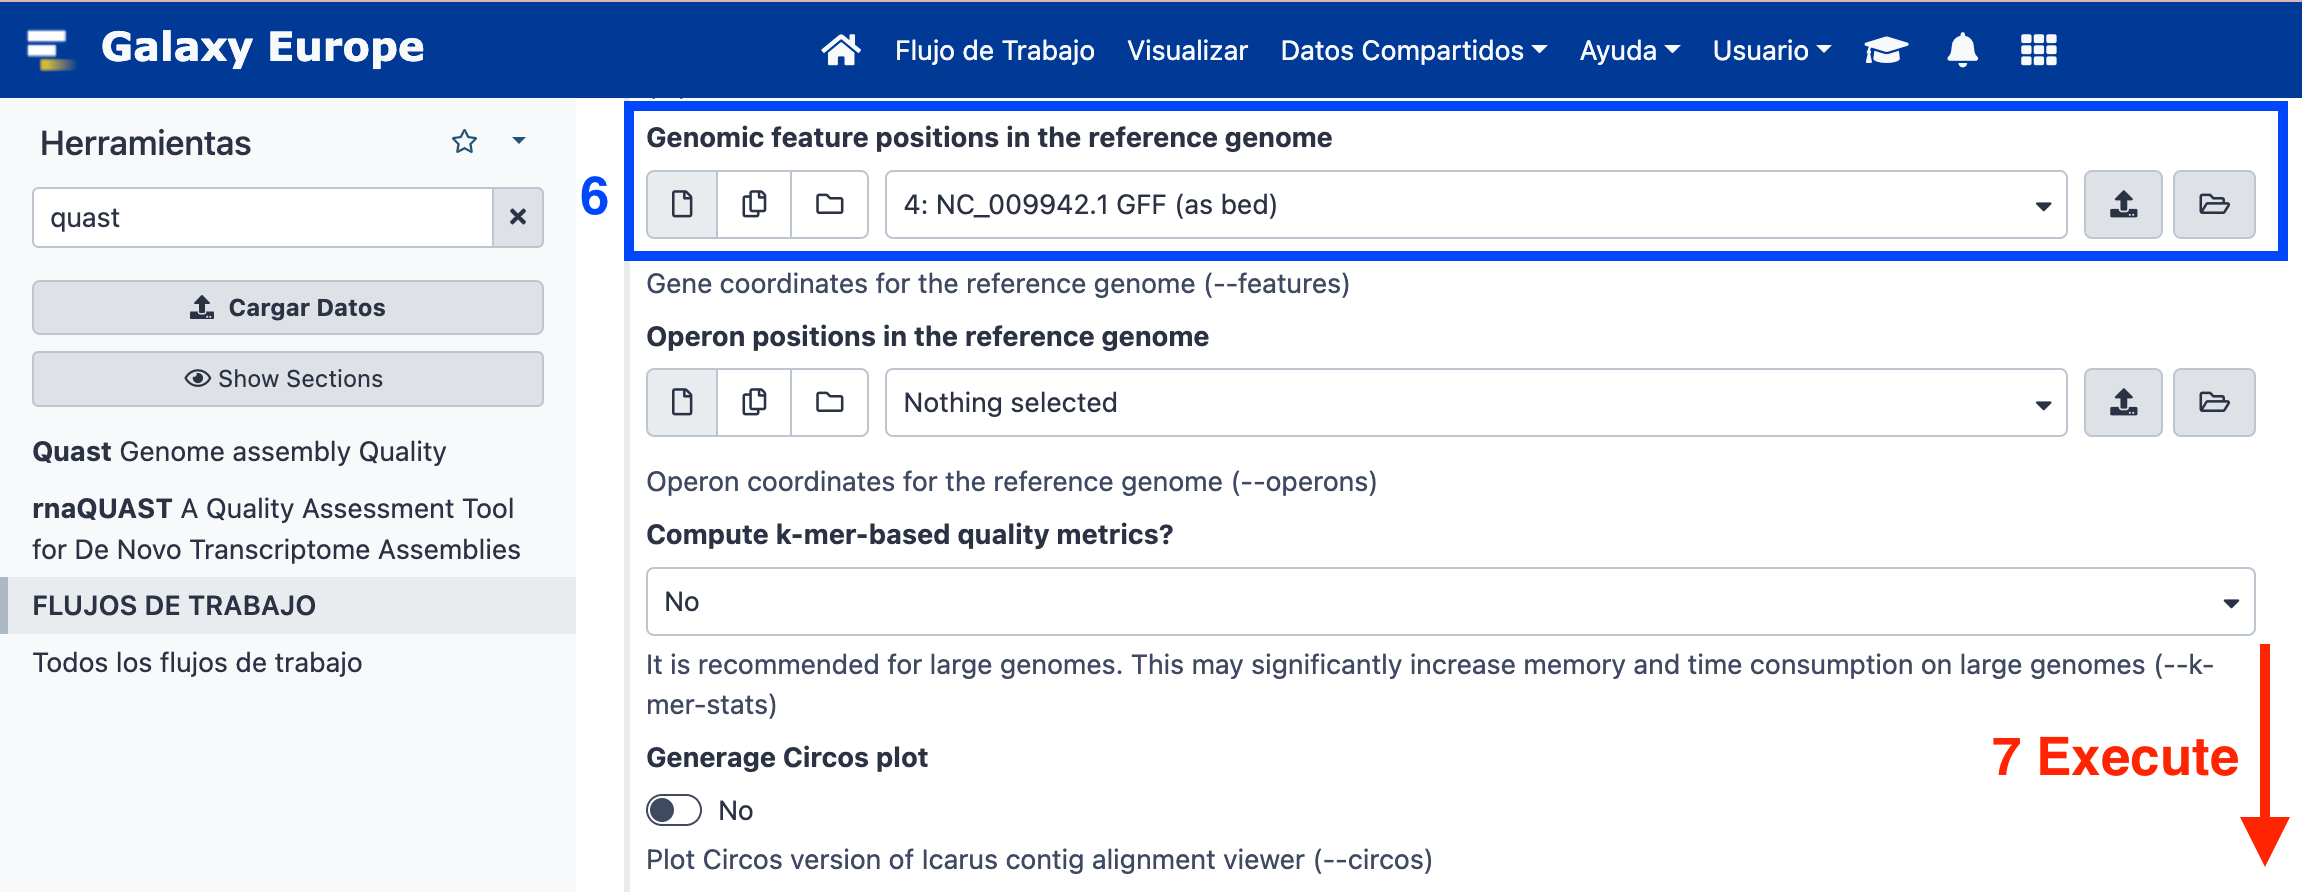 Galaxy Europe
Flujo de Trabajo Visualizar Datos Compartidos Ayuda Usuario
Herramientas
quast
Cargar Datos
Show Sections
Quast Genome assembly Quality
rnaQUAST A Quality Assessment Tool
for De Novo Transcriptome Assemblies
FLUJOS DE TRABAJO
Todos los flujos de trabajo
6
Genomic feature positions in the reference genome
4: NC_009942.1 GFF (as bed)
Gene coordinates for the reference genome (--features)
Operon positions in the reference genome
Nothing selected
Operon coordinates for the reference genome (--operons)
Compute k-mer-based quality metrics?
No
It is recommended for large genomes. This may significantly increase memory and time consumption on large genomes (--k-
mer-stats)
Generage Circos plot
No
Plot Circos version of Icarus contig alignment viewer (--circos)
7 Execute